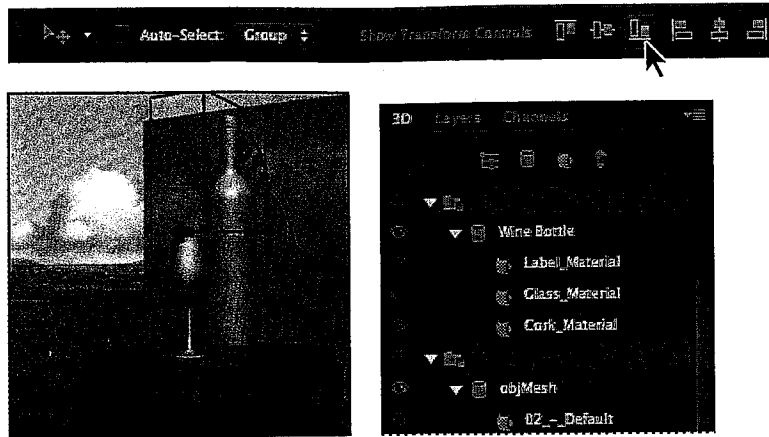 Auto-Select: Group
Show Transform Controls
3D Layers Channels
Wine Bottle
Label_Material
Glass_Material
Cork_Material
objMesh
02_-_Default